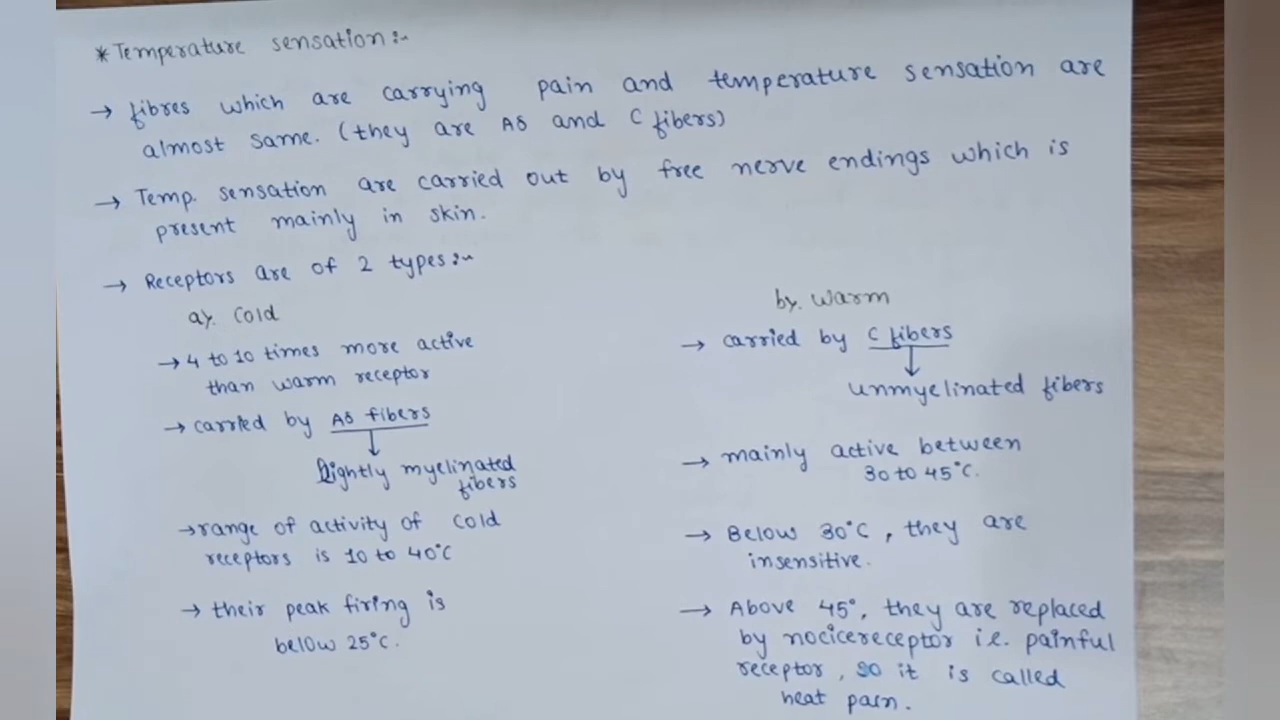 * Temperature sensation:-
→ fibres which are carrying pain and temperature sensation are
almost same. (they are Aδ and C fibers)
→ Temp. sensation are carried out by free nerve endings which is
present mainly in skin.
→ Receptors are of 2 types:-
a). Cold
→ 4 to 10 times more active
than warm receptor
→ carried by Aδ fibers
↓
Lightly myelinated
fibers
→ range of activity of cold
receptors is 10 to 40°C
→ their peak firing is
below 25°C.
b). Warm
→ carried by C fibers
↓
Unmyelinated fibers
→ mainly active between
30 to 45°C.
→ Below 30°C, they are
insensitive.
→ Above 45°, they are replaced
by nocicereceptor i.e. painful
receptor, so it is called
heat pain.